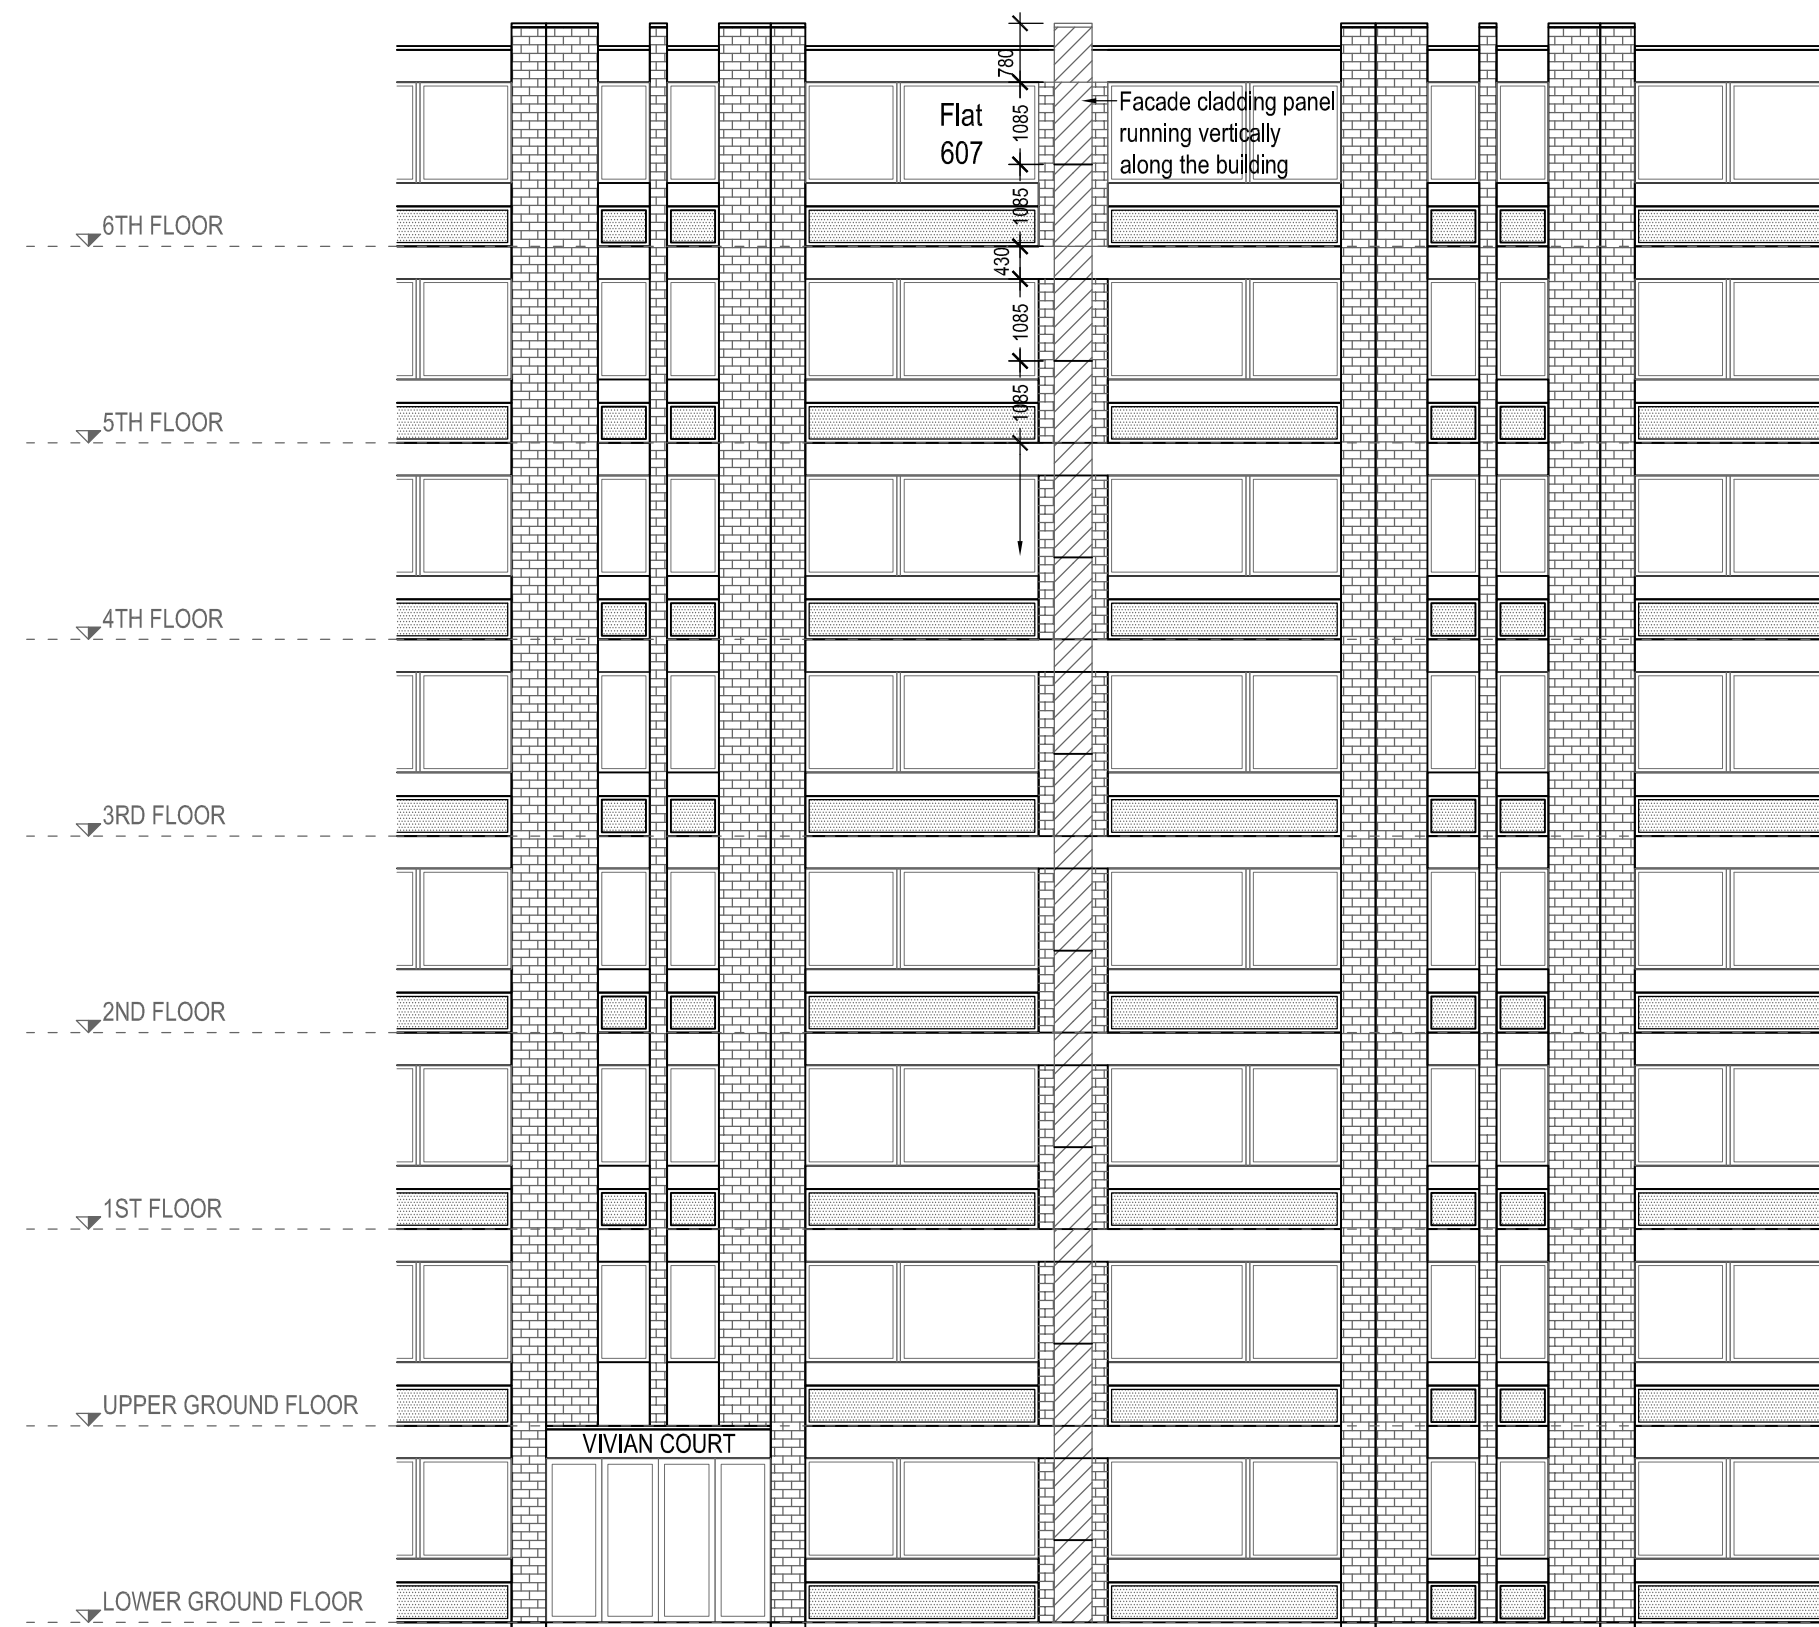 780
Flat
607
1085
Facade cladding panel
running vertically
along the building
1085
6TH FLOOR
430
1085
1085
5TH FLOOR
4TH FLOOR
3RD FLOOR
2ND FLOOR
1ST FLOOR
UPPER GROUND FLOOR
VIVIAN COURT
LOWER GROUND FLOOR